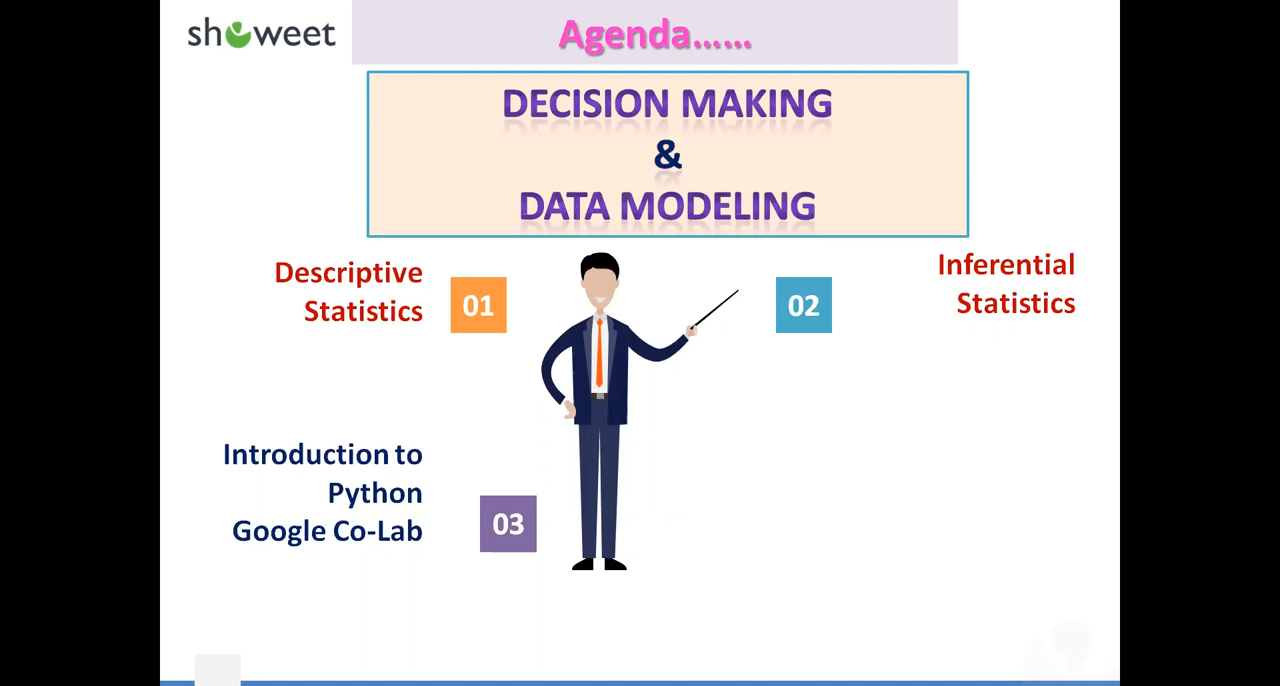 showeet
Agenda......
DECISION MAKING
&
DATA MODELING
Descriptive
Statistics
01
02
Inferential
Statistics
Introduction to
Python
Google Co-Lab
03